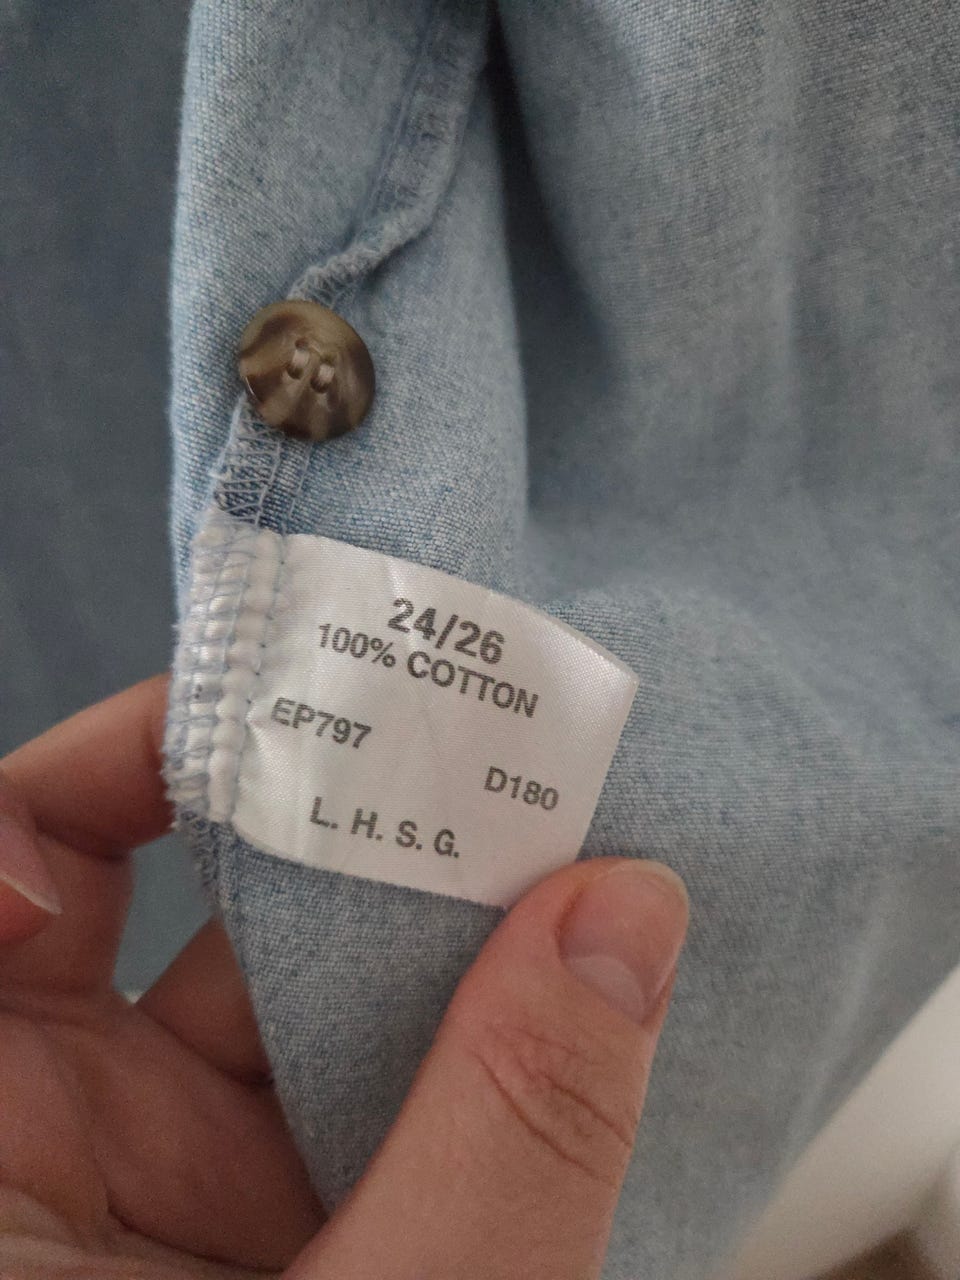 24/26
100% COTTON
EP797
D180
L. H. S. G.